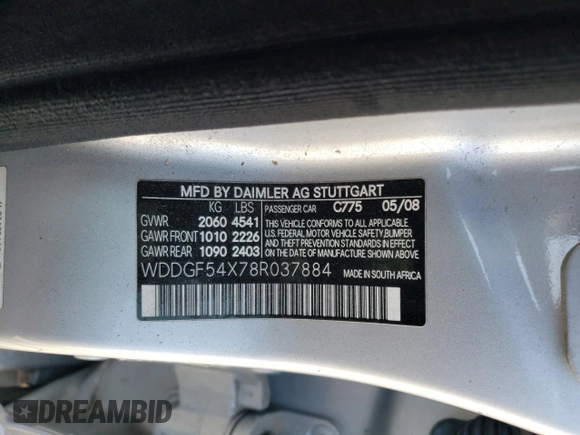 MFD BY DAIMLER AG STUTTGART
KG LBS PASSENGER CAR C775 05/08
GVWR 2060 4541
GAWR FRONT 1010 2226
GAWR REAR 1090 2403
THIS VEHICLE CONFORMS TO ALL APPLICABLE
U.S. FEDERAL MOTOR VEHICLE SAFETY, BUMPER
AND THEFT PREVENTION STANDARDS IN EFFECT
ON THE DATE OF MANUFACTURE SHOWN ABOVE.
WDDGF54X78R037884 MADE IN SOUTH AFRICA
DREAMBID